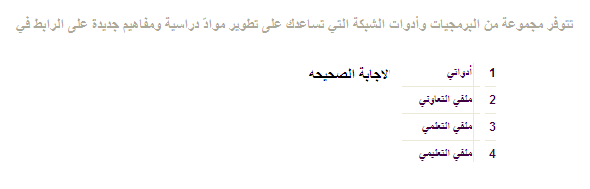 تتوفر مجموعة من البرمجيات وأدوات الشبكة التي تساعدك على تطوير مواد دراسية ومفاهيم جديدة على الرابط في
1 أدواتي لاجابة الصحيحه
2 ملفي التعاوني
3 ملفي التعلمي
4 ملفي التعليمي